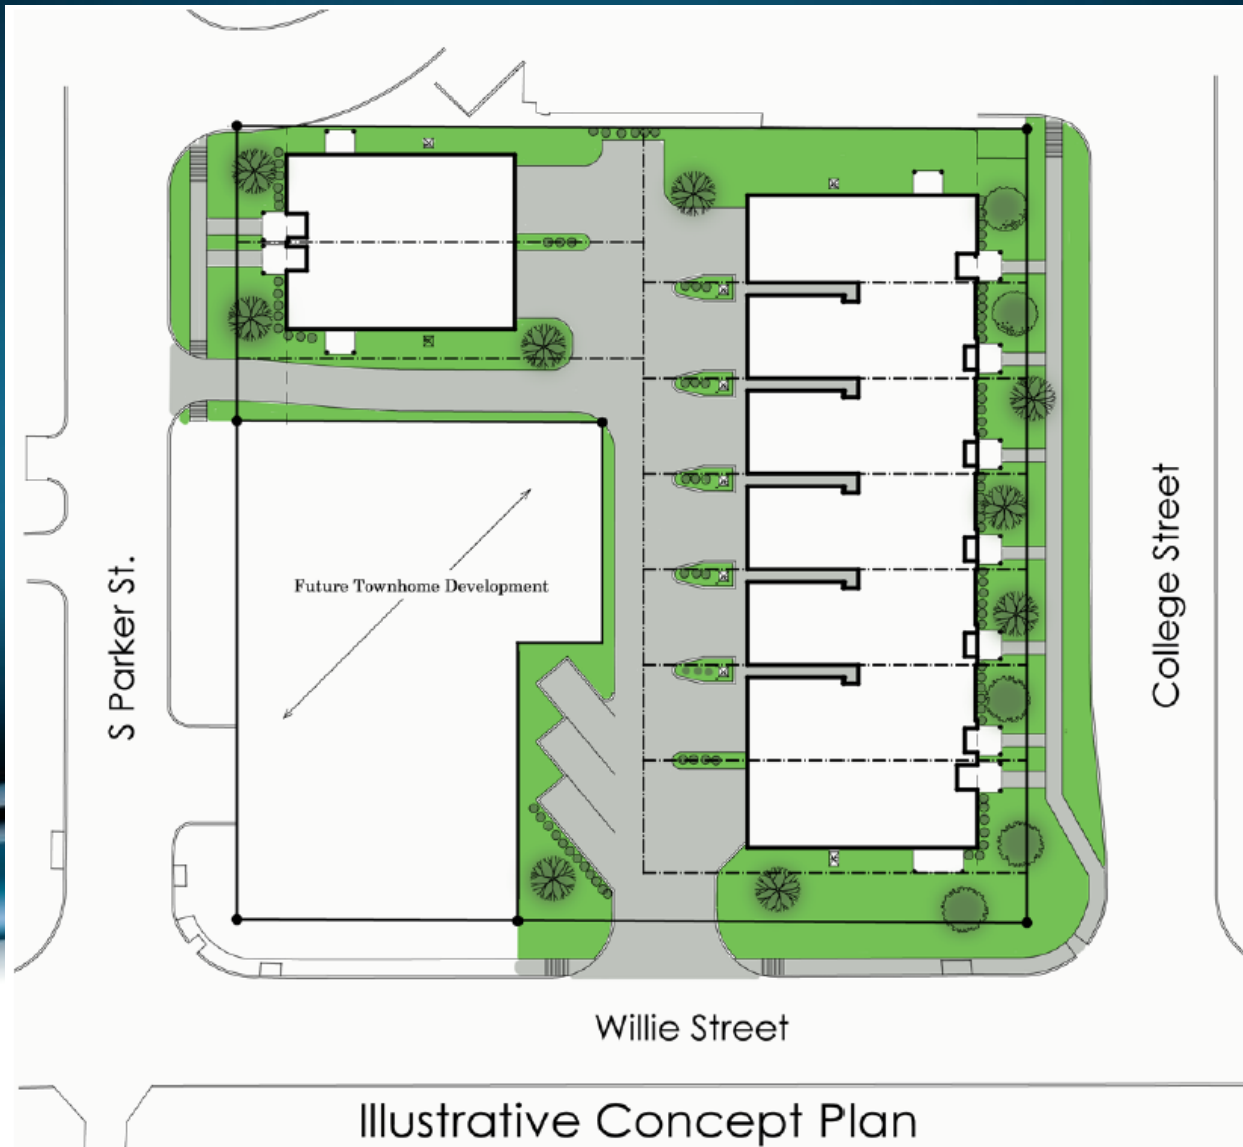 Future Townhome Development
S Parker St.
College Street
Willie Street
Illustrative Concept Plan